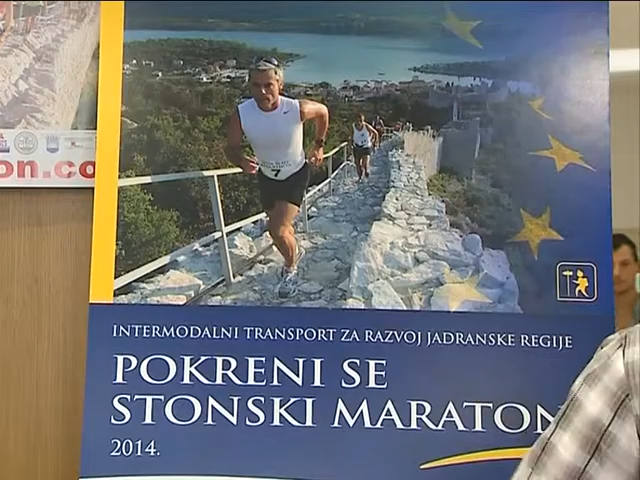 on.co
7
INTERMODALNI TRANSPORT ZA RAZVOJ JADRANSKE REGIJE
POKRENI SE
STONSKI MARATON
2014.